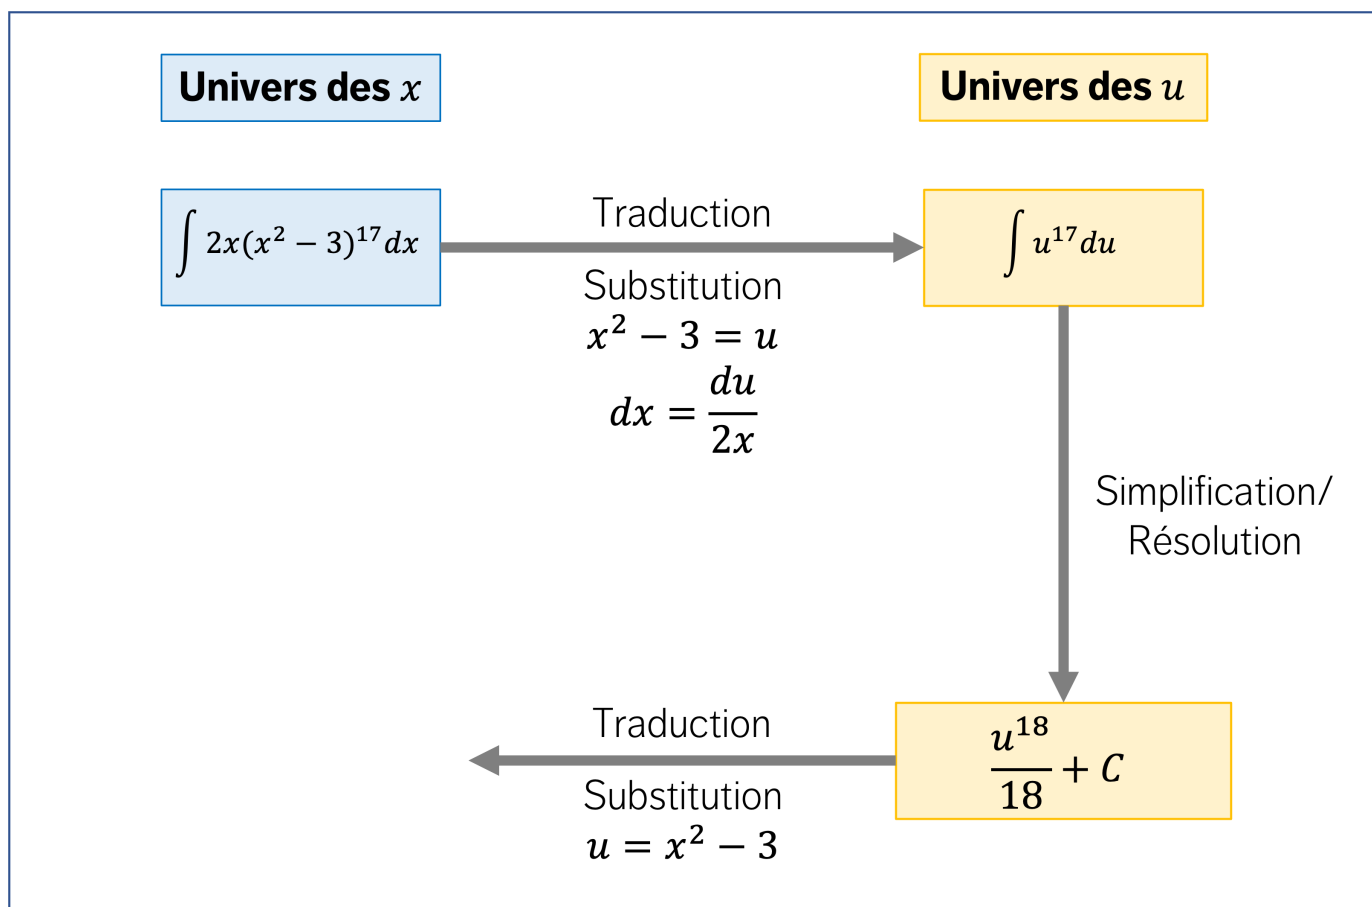 Univers des x
Univers des u
∫ 2x(x² − 3)¹⁷dx
Traduction
∫ u¹⁷du
Substitution
x² − 3 = u
dx = du/2x
Simplification/
Résolution
Traduction
u¹⁸/18 + C
Substitution
u = x² − 3